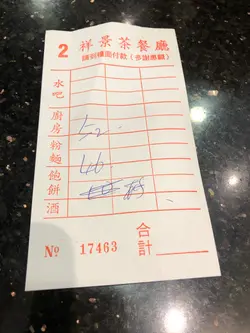 2 祥景茶餐廳
請到櫃面付款(多謝惠顧)
水吧
廚房 52
粉麵 46
飽餅
酒
№ 17463 合計